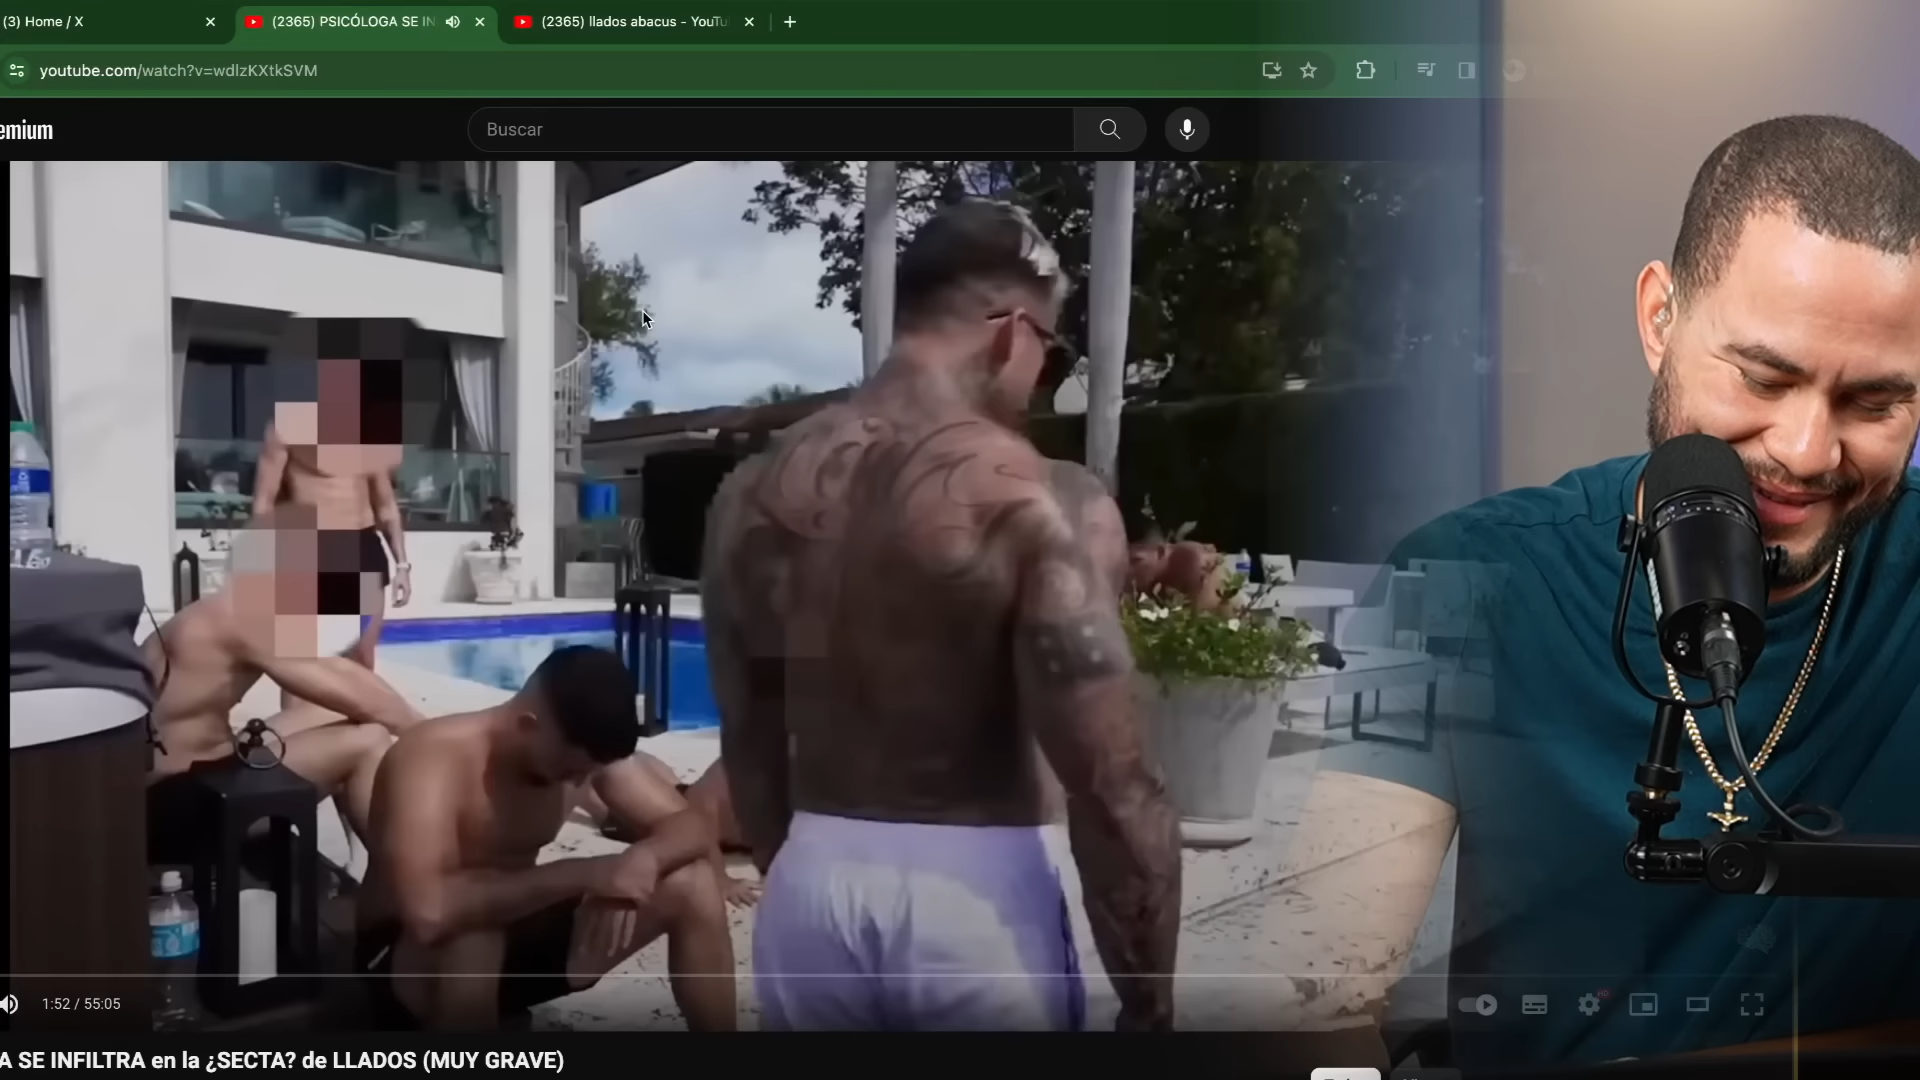 (3) Home / X
(2365) PSICÓLOGA SE IN
(2365) llados abacus - YouTu
youtube.com/watch?v=wdlzKXtkSVM
emium
Buscar
1:52 / 55:05
HD
A SE INFILTRA en la ¿SECTA? de LLADOS (MUY GRAVE)